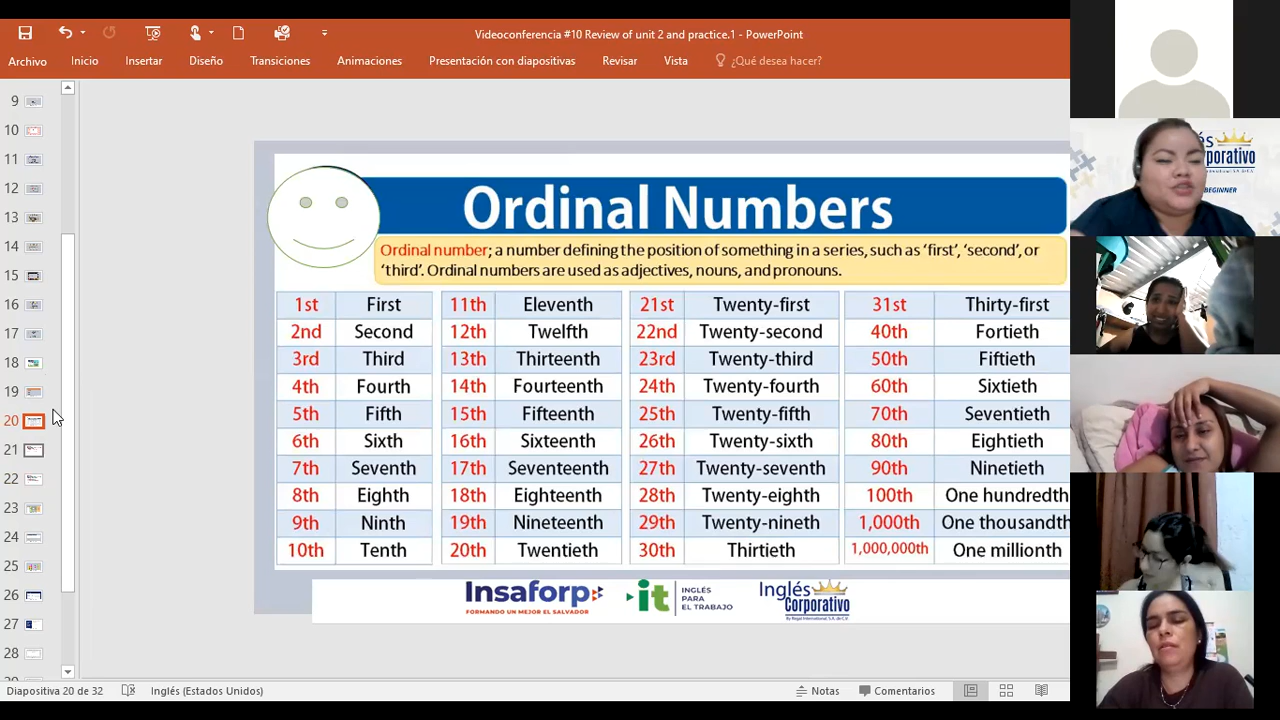 Videoconferencia #10 Review of unit 2 and practice.1 - PowerPoint
Archivo Inicio Insertar Diseño Transiciones Animaciones Presentación con diapositivas Revisar Vista ¿Qué desea hacer?
9
10
11
12
13
14
15
16
17
18
19
20
21
22
23
24
25
26
27
28
Ordinal Numbers
Ordinal number; a number defining the position of something in a series, such as ‘first’, ‘second’, or
‘third’. Ordinal numbers are used as adjectives, nouns, and pronouns.
1st First 11th Eleventh 21st Twenty-first 31st Thirty-first
2nd Second 12th Twelfth 22nd Twenty-second 40th Fortieth
3rd Third 13th Thirteenth 23rd Twenty-third 50th Fiftieth
4th Fourth 14th Fourteenth 24th Twenty-fourth 60th Sixtieth
5th Fifth 15th Fifteenth 25th Twenty-fifth 70th Seventieth
6th Sixth 16th Sixteenth 26th Twenty-sixth 80th Eightieth
7th Seventh 17th Seventeenth 27th Twenty-seventh 90th Ninetieth
8th Eighth 18th Eighteenth 28th Twenty-eighth 100th One hundredth
9th Ninth 19th Nineteenth 29th Twenty-nineth 1,000th One thousandth
10th Tenth 20th Twentieth 30th Thirtieth 1,000,000th One millionth
Insaforp
FORMANDO UN MEJOR EL SALVADOR
it INGLÉS
PARA
EL TRABAJO
Inglés
Corporativo
By Regal International, S.A. de C.V.
Diapositiva 20 de 32 Inglés (Estados Unidos) Notas Comentarios
és
porativo
BEGINNER